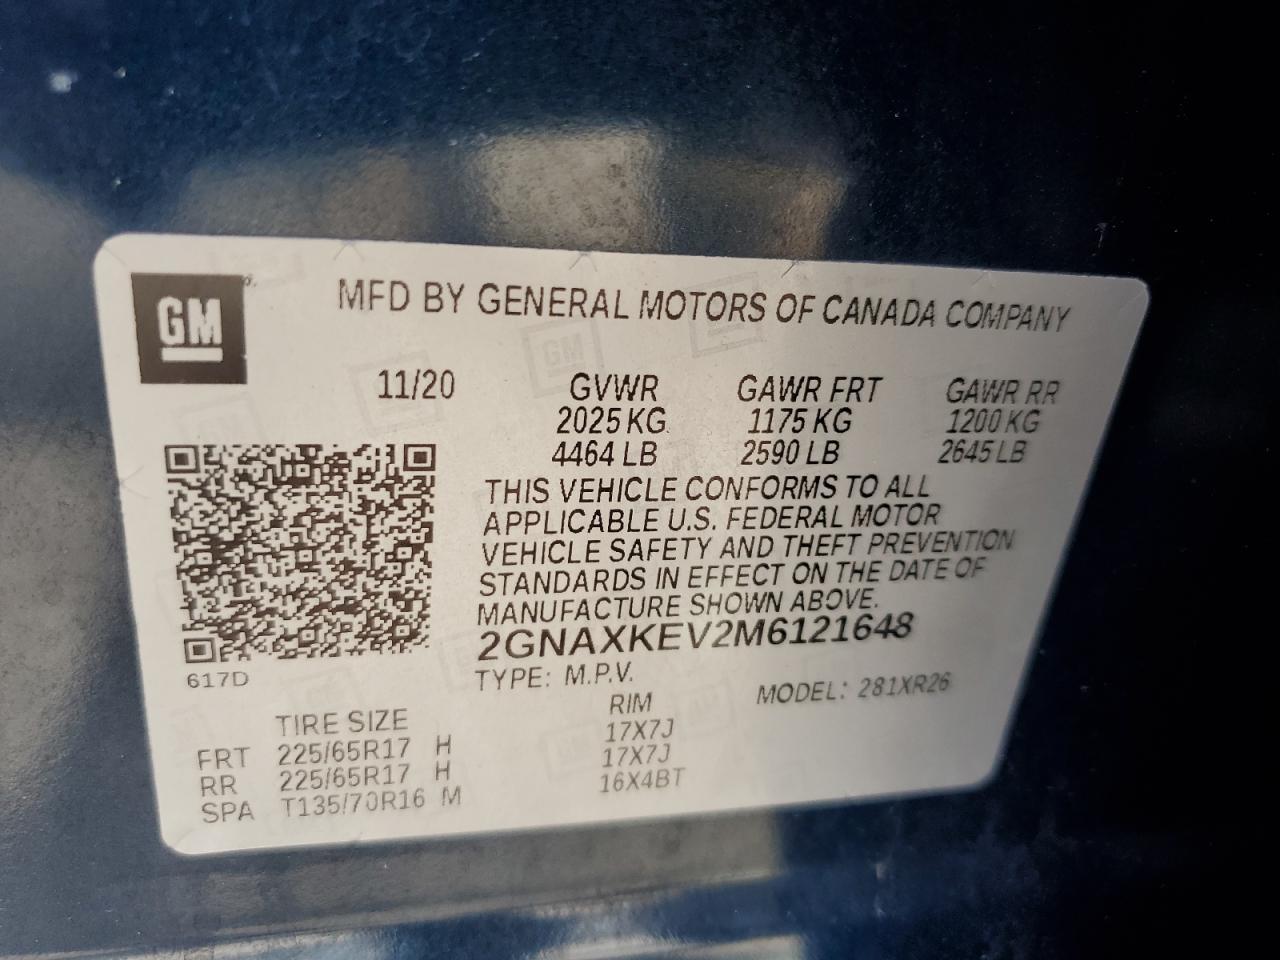 GM
MFD BY GENERAL MOTORS OF CANADA COMPANY
11/20 GVWR GAWR FRT GAWR RR
2025 KG 1175 KG 1200 KG
4464 LB 2590 LB 2645 LB
THIS VEHICLE CONFORMS TO ALL
APPLICABLE U.S. FEDERAL MOTOR
VEHICLE SAFETY AND THEFT PREVENTION
STANDARDS IN EFFECT ON THE DATE OF
MANUFACTURE SHOWN ABOVE.
2GNAXKEV2M6121648
617D
TYPE: M.P.V. MODEL: 281XR26
TIRE SIZE RIM
FRT 225/65R17 H 17X7J
RR 225/65R17 H 17X7J
SPA T135/70R16 M 16X4BT